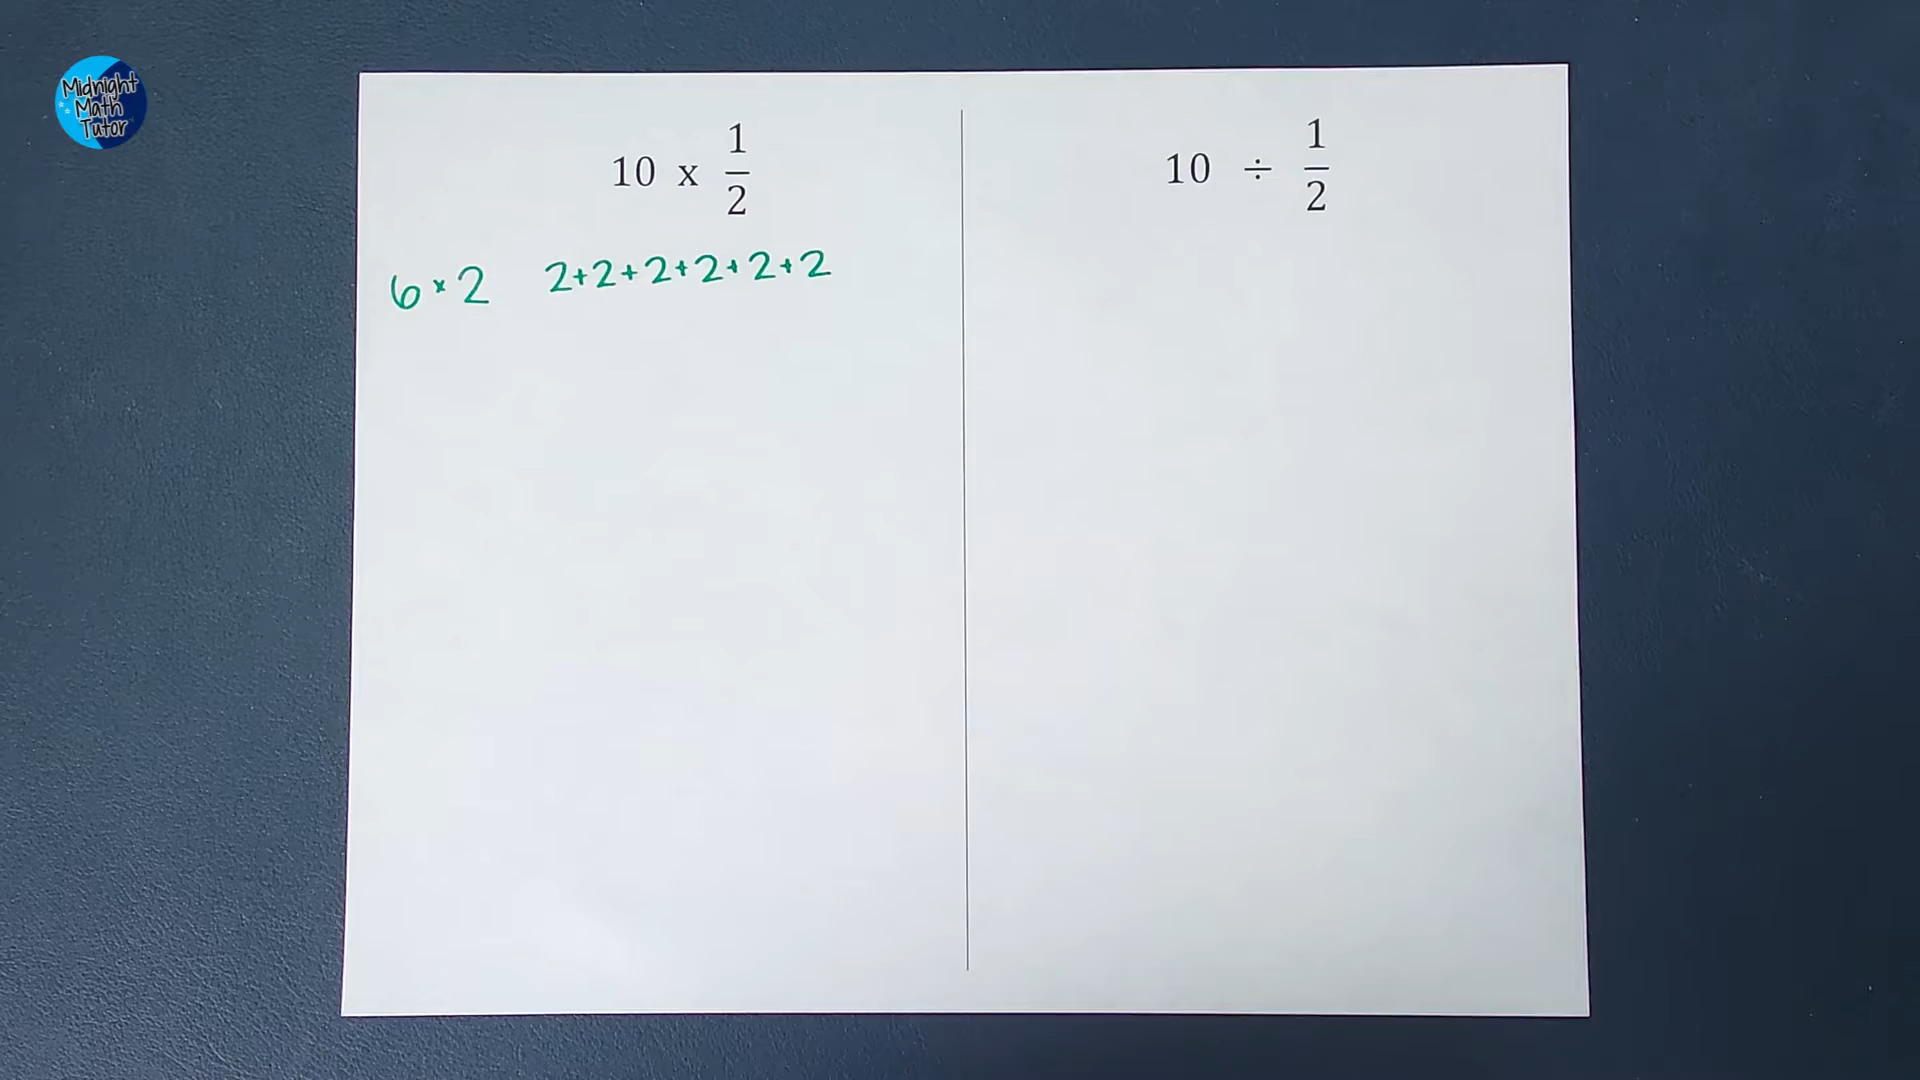 Midnight
Math
Tutor
10 x 1/2
6 × 2 2+2+2+2+2+2
10 ÷ 1/2